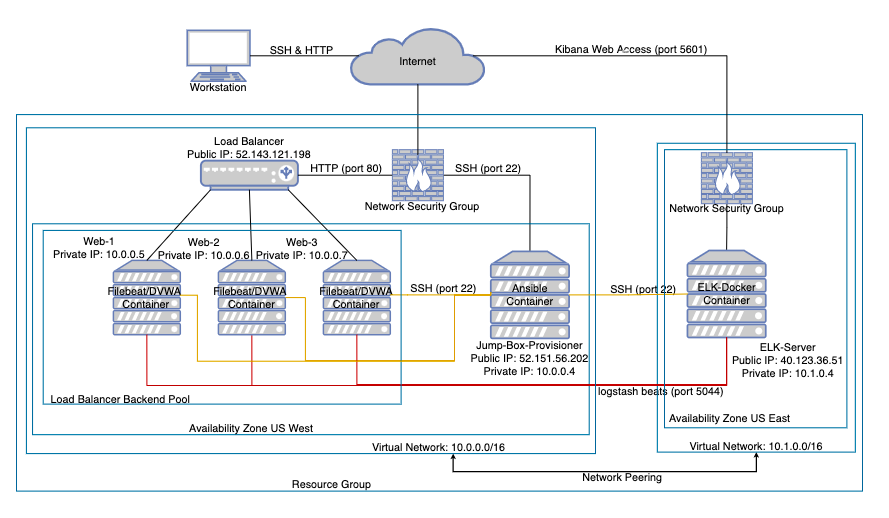 SSH & HTTP
Internet
Kibana Web Access (port 5601)
Workstation
Load Balancer
Public IP: 52.143.121.198
HTTP (port 80)
SSH (port 22)
Network Security Group
Network Security Group
Web-1
Private IP: 10.0.0.5
Web-2
Private IP: 10.0.0.6
Web-3
Private IP: 10.0.0.7
Filebeat/DVWA
Container
Filebeat/DVWA
Container
Filebeat/DVWA
Container
SSH (port 22)
Ansible
Container
SSH (port 22)
ELK-Docker
Container
Jump-Box-Provisioner
Public IP: 52.151.56.202
Private IP: 10.0.0.4
ELK-Server
Public IP: 40.123.36.51
Private IP: 10.1.0.4
logstash beats (port 5044)
Load Balancer Backend Pool
Availability Zone US West
Availability Zone US East
Virtual Network: 10.0.0.0/16
Virtual Network: 10.1.0.0/16
Network Peering
Resource Group